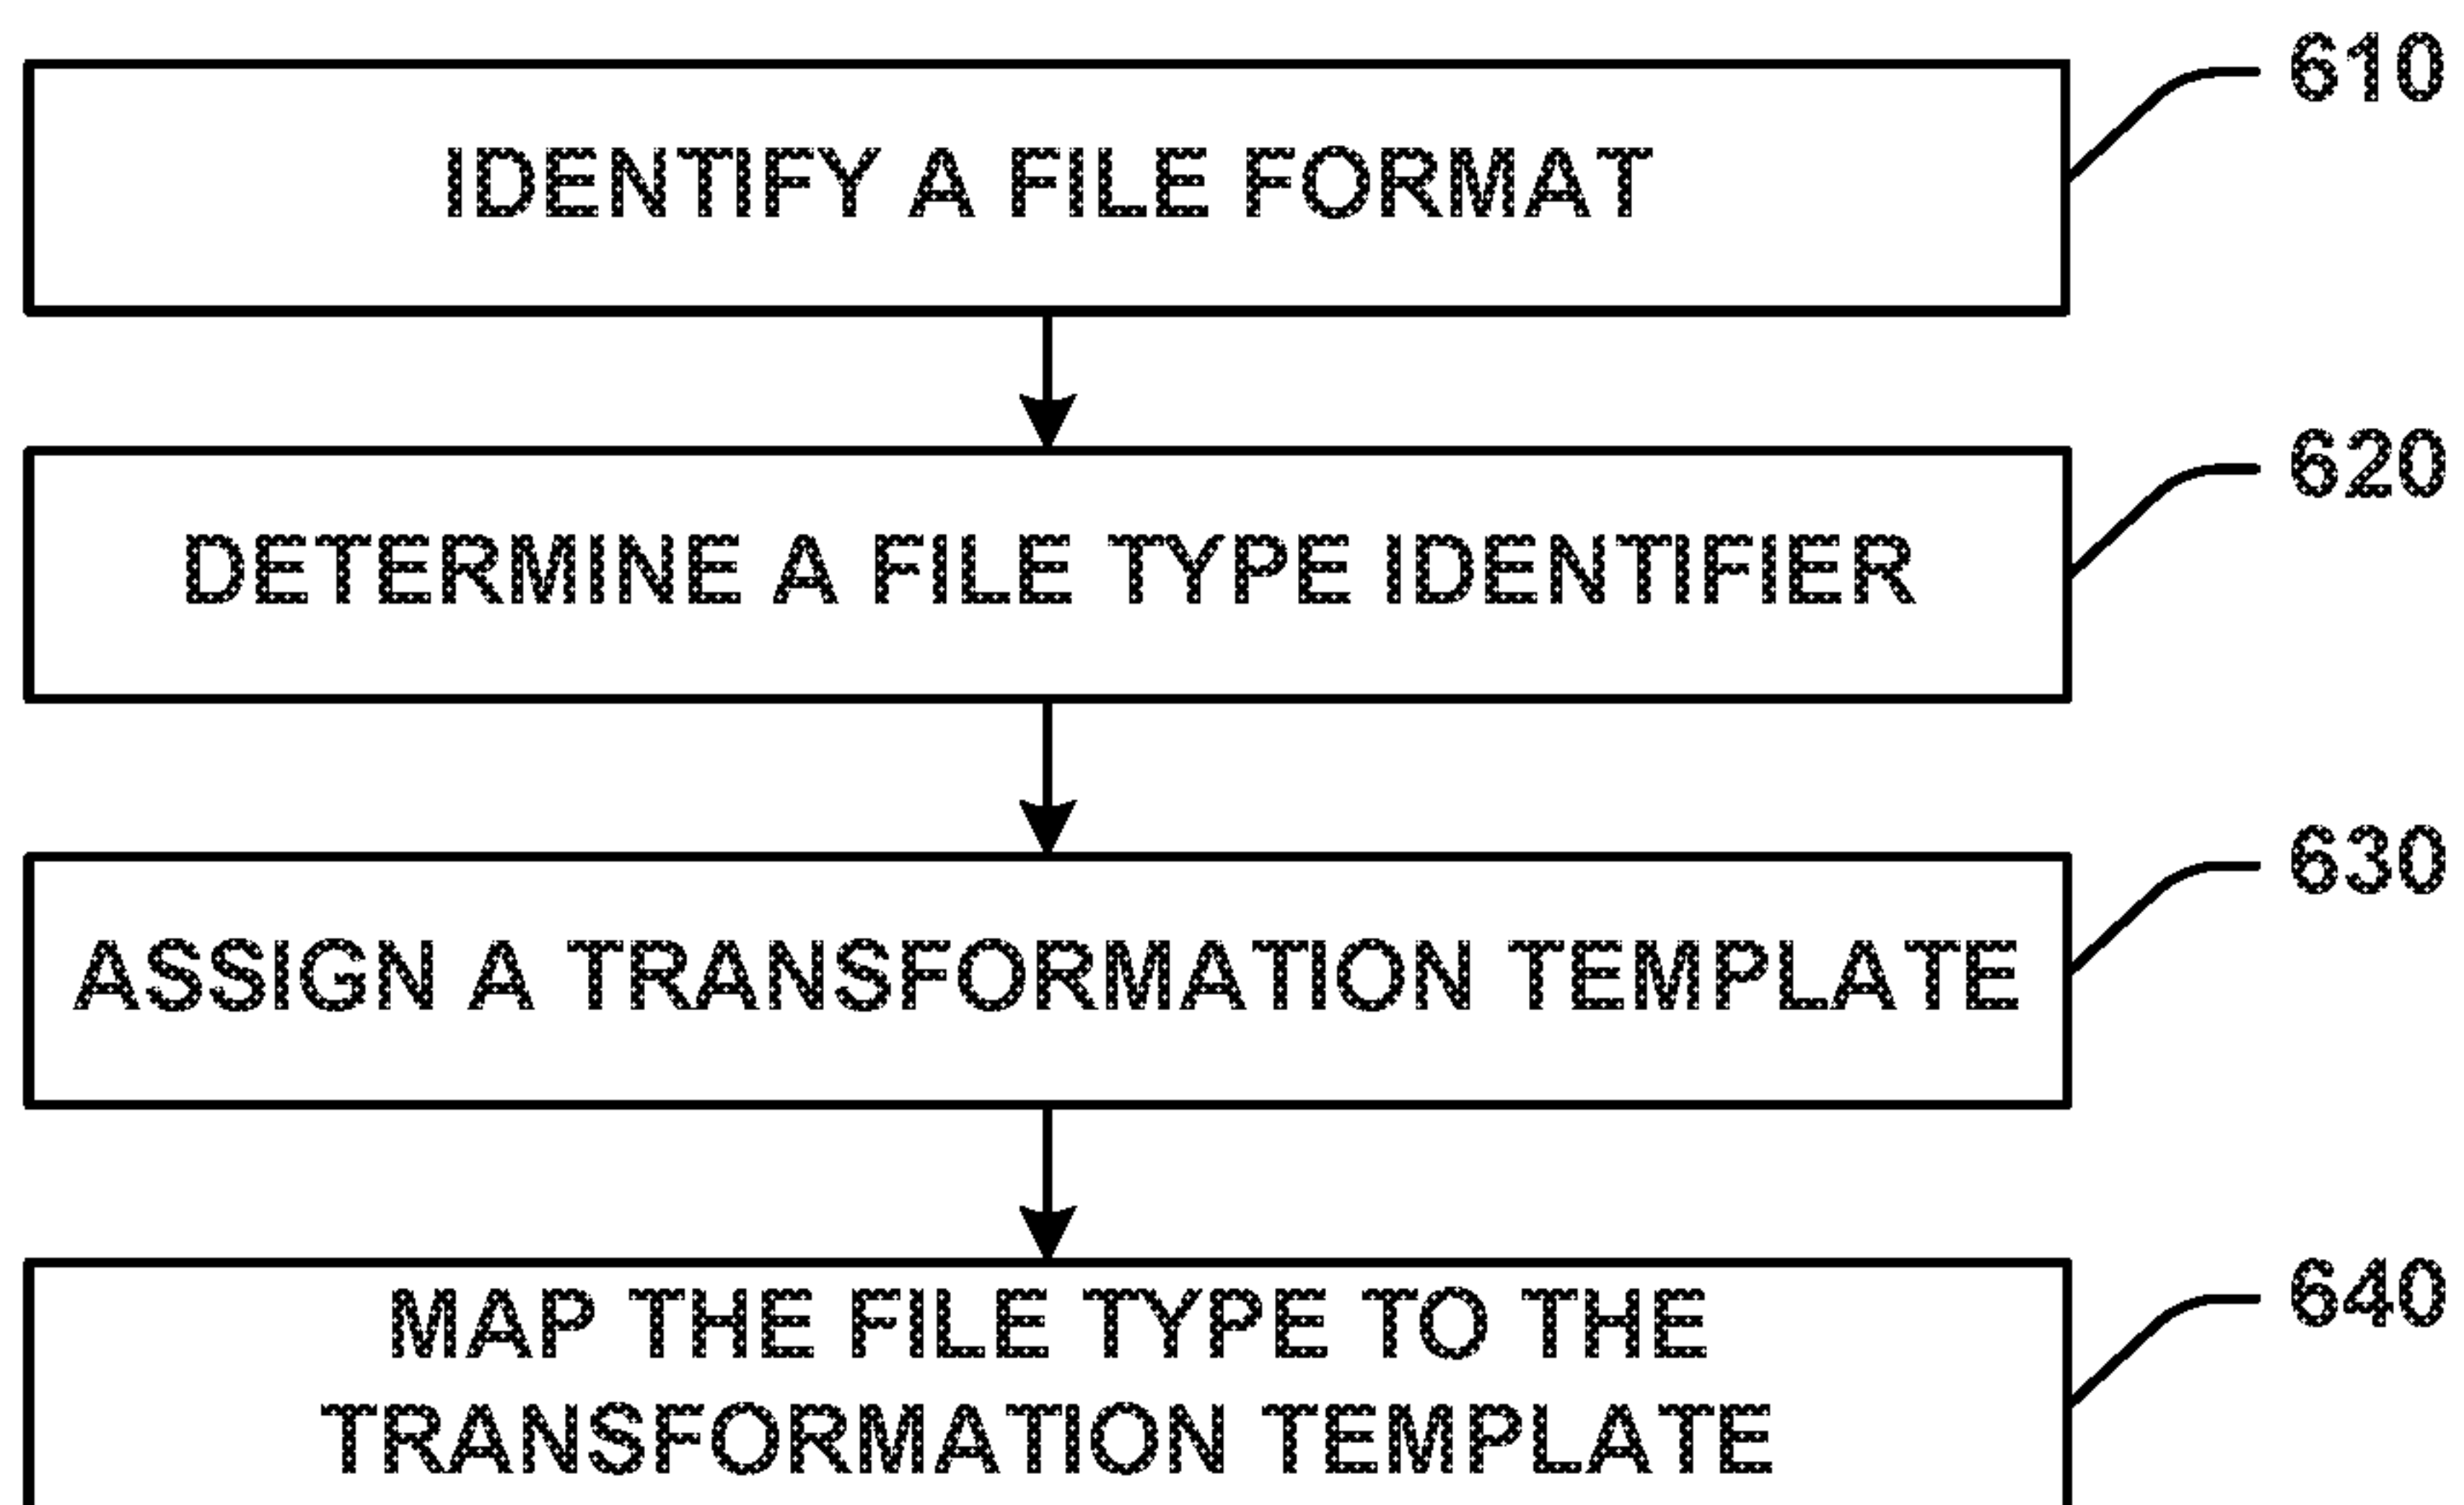 610
IDENTIFY A FILE FORMAT
620
DETERMINE A FILE TYPE IDENTIFIER
630
ASSIGN A TRANSFORMATION TEMPLATE
640
MAP THE FILE TYPE TO THE
TRANSFORMATION TEMPLATE